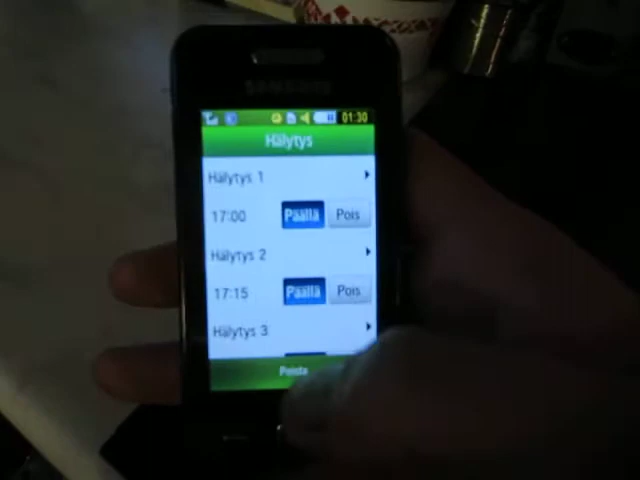 SAMSUNG
01:30
Hälytys
Hälytys 1
17:00 Päällä Pois
Hälytys 2
17:15 Päällä Pois
Hälytys 3
Poista